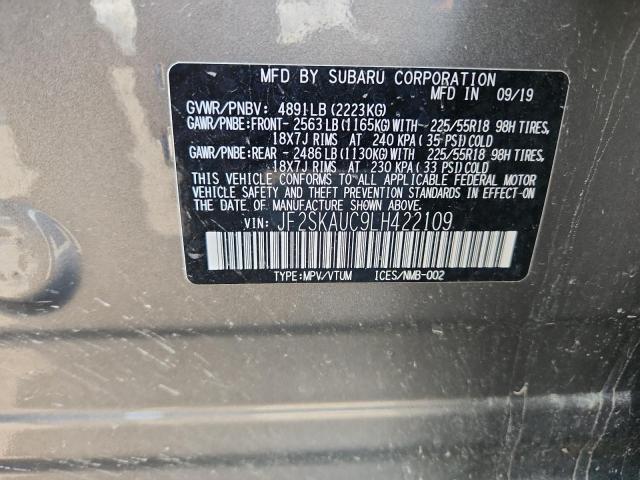 MFD BY SUBARU CORPORATION
MFD IN 09/19
GVWR/PNBV: 4891LB (2223KG)
GAWR/PNBE:FRONT- 2563LB(1165KG)WITH - 225/55R18 98H TIRES,
18X7J RIMS AT 240 KPA(35 PSI)COLD
GAWR/PNBE:REAR - 2486LB(1130KG)WITH - 225/55R18 98H TIRES,
18X7J RIMS AT 230 KPA(33 PSI)COLD
THIS VEHICLE CONFORMS TO ALL APPLICABLE FEDERAL MOTOR
VEHICLE SAFETY AND THEFT PREVENTION STANDARDS IN EFFECT ON
THE DATE OF MANUFACTURE SHOWN ABOVE.
VIN: JF2SKAUC9LH422109
TYPE:MPV/VTUM ICES/NMB-002